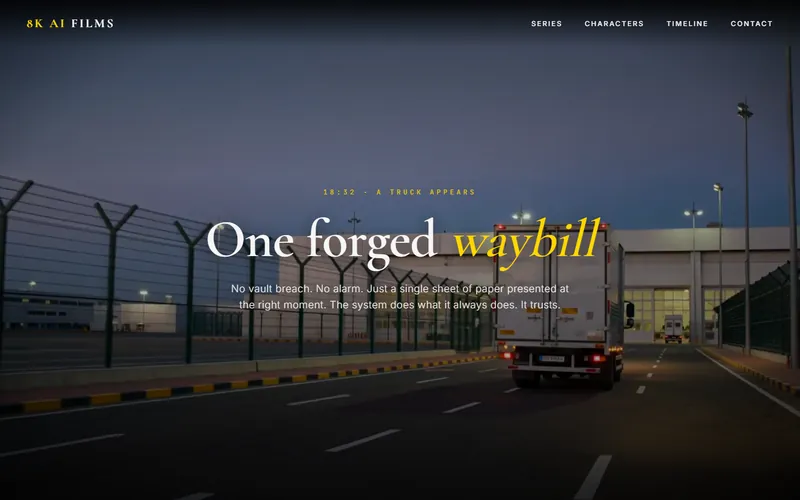 8K AI FILMS
SERIES
CHARACTERS
TIMELINE
CONTACT
18:32 - A TRUCK APPEARS
One forged waybill
No vault breach. No alarm. Just a single sheet of paper presented at
the right moment. The system does what it always does. It trusts.